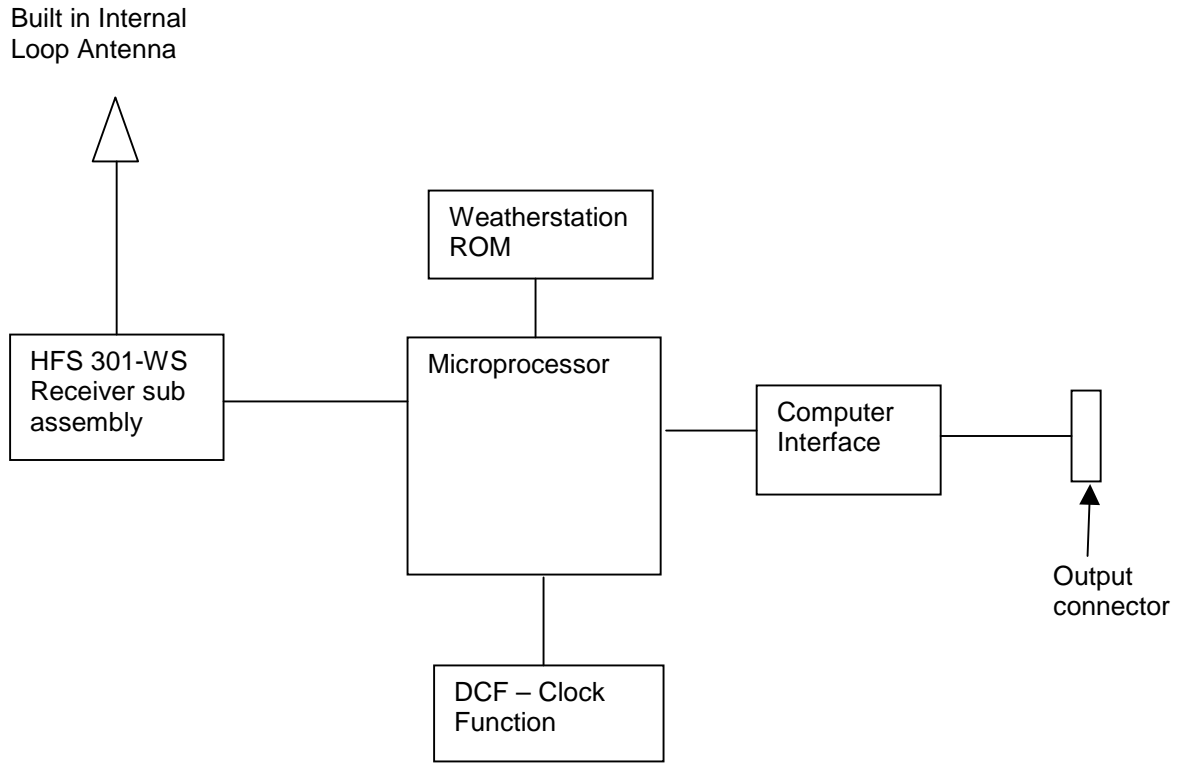 Built in Internal
Loop Antenna
Weatherstation
ROM
HFS 301-WS
Receiver sub
assembly
Microprocessor
Computer
Interface
Output
connector
DCF – Clock
Function